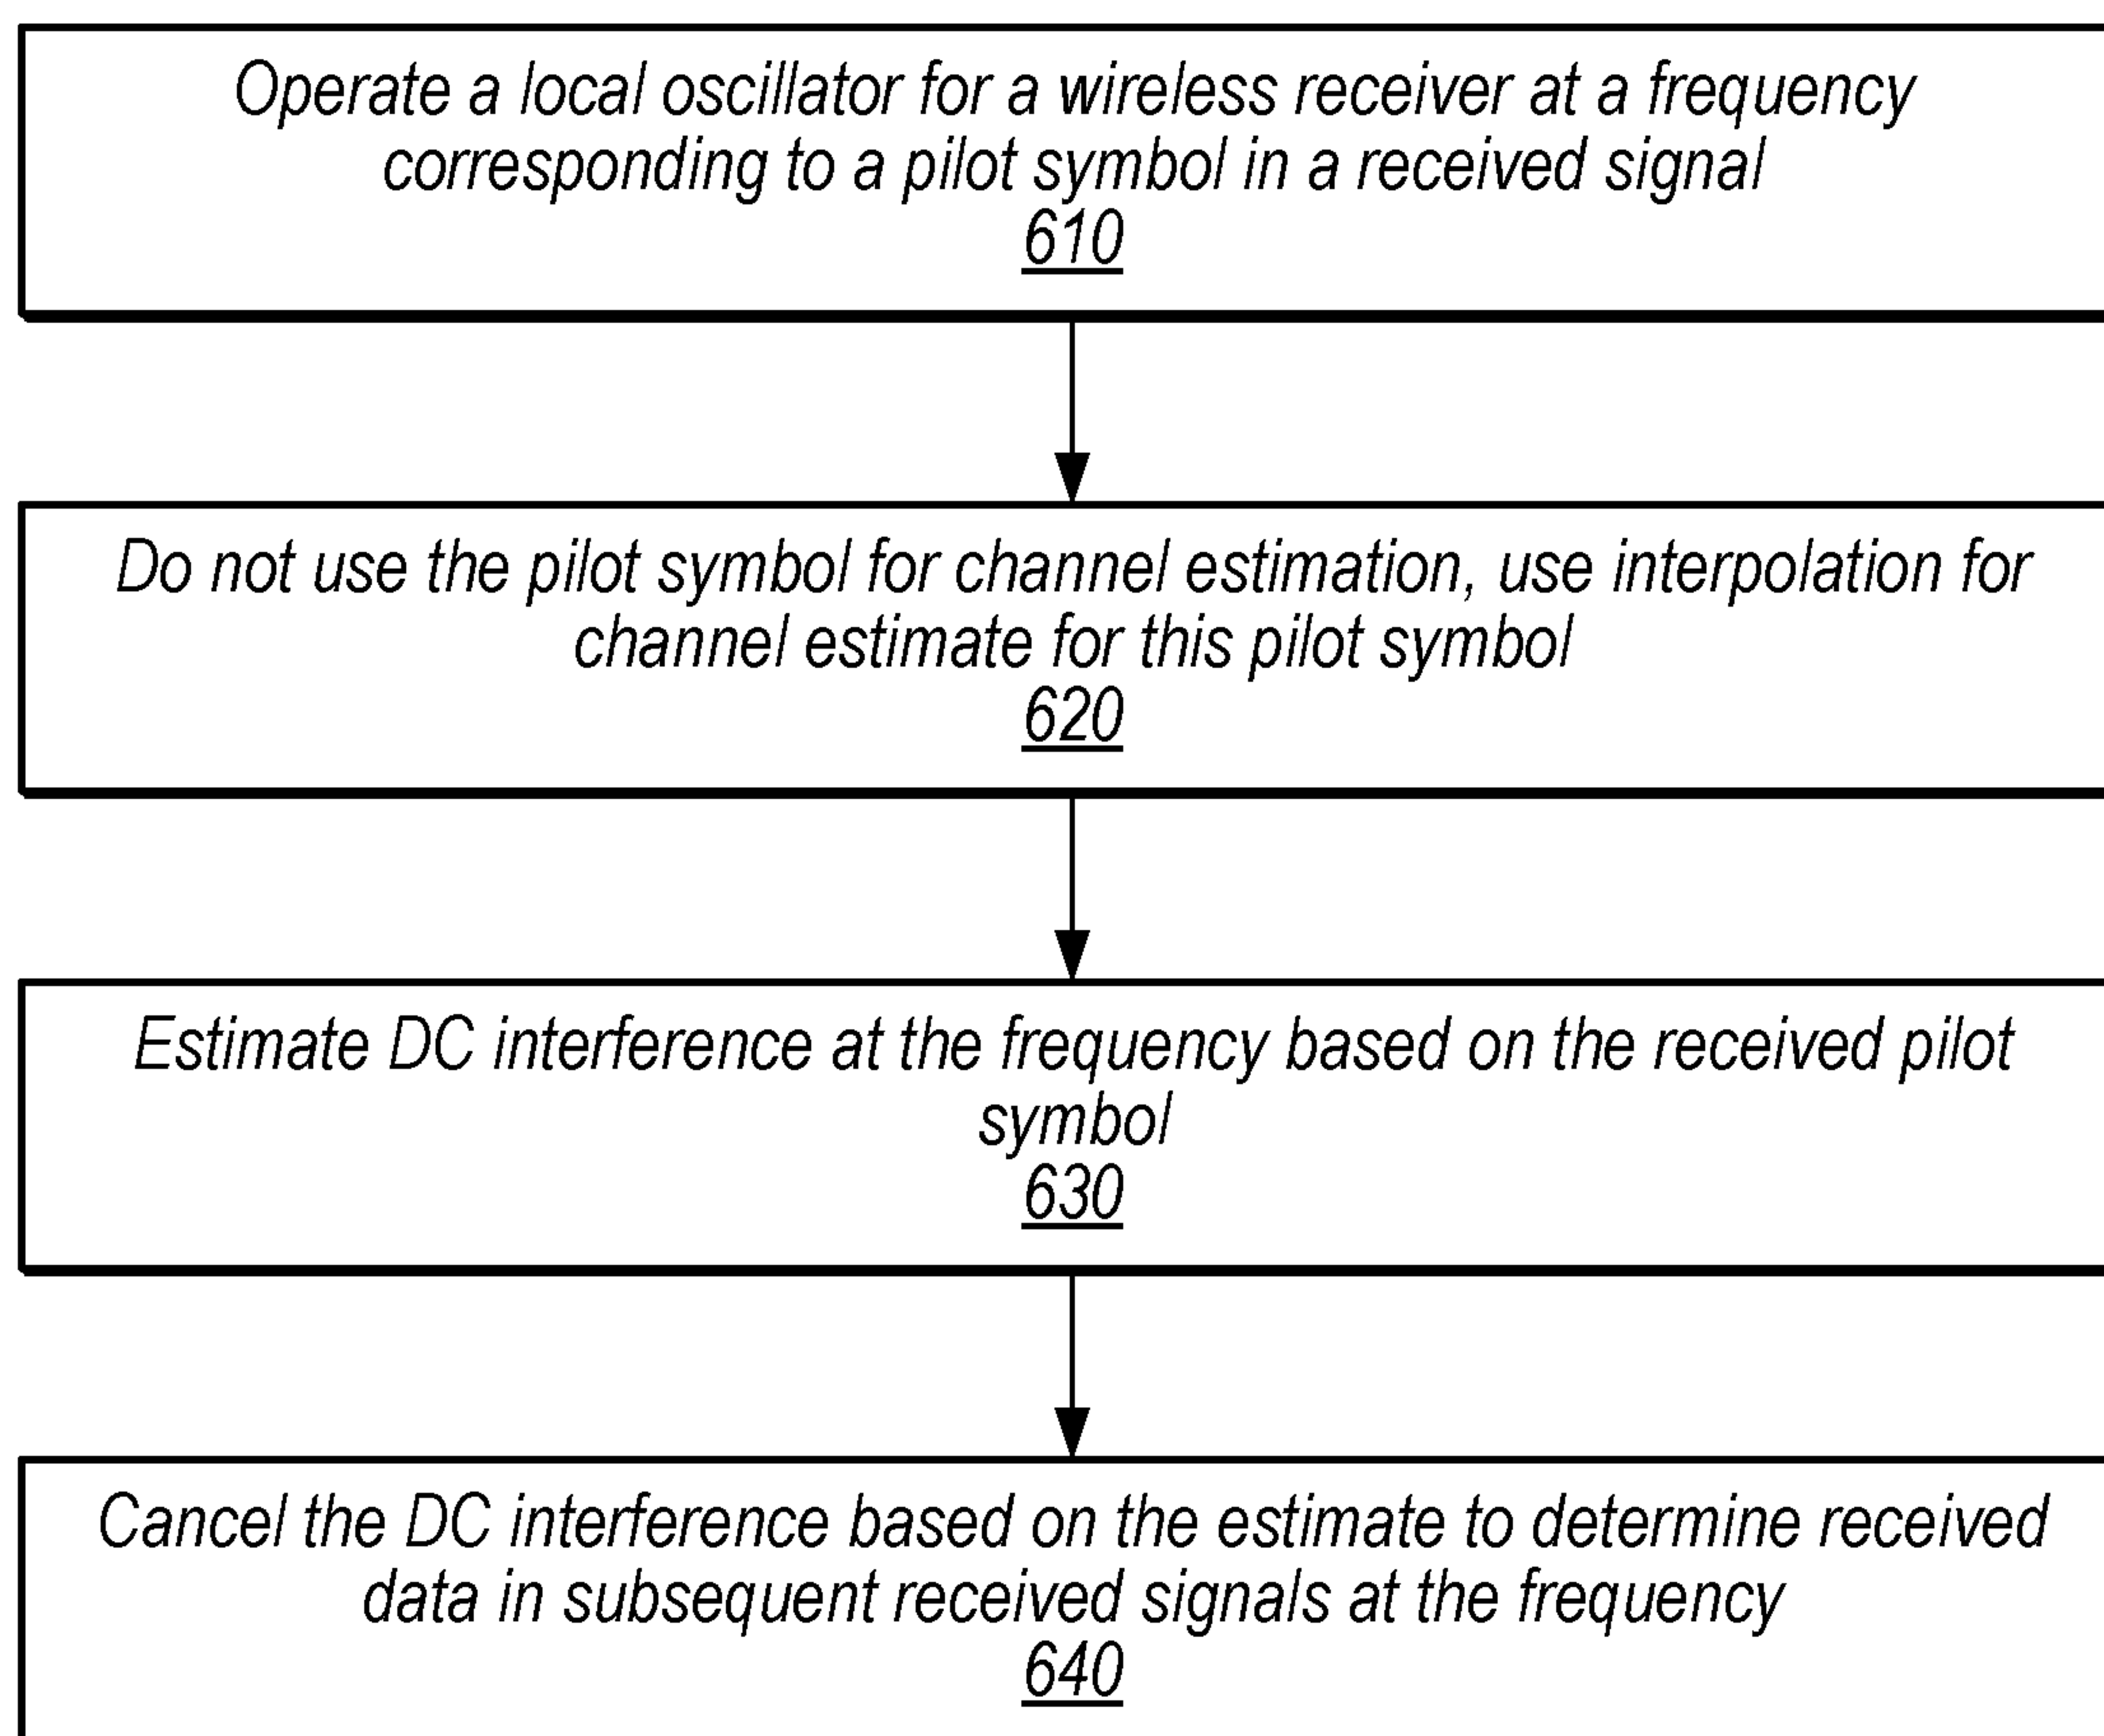 Operate a local oscillator for a wireless receiver at a frequency
corresponding to a pilot symbol in a received signal
610
Do not use the pilot symbol for channel estimation, use interpolation for
channel estimate for this pilot symbol
620
Estimate DC interference at the frequency based on the received pilot
symbol
630
Cancel the DC interference based on the estimate to determine received
data in subsequent received signals at the frequency
640